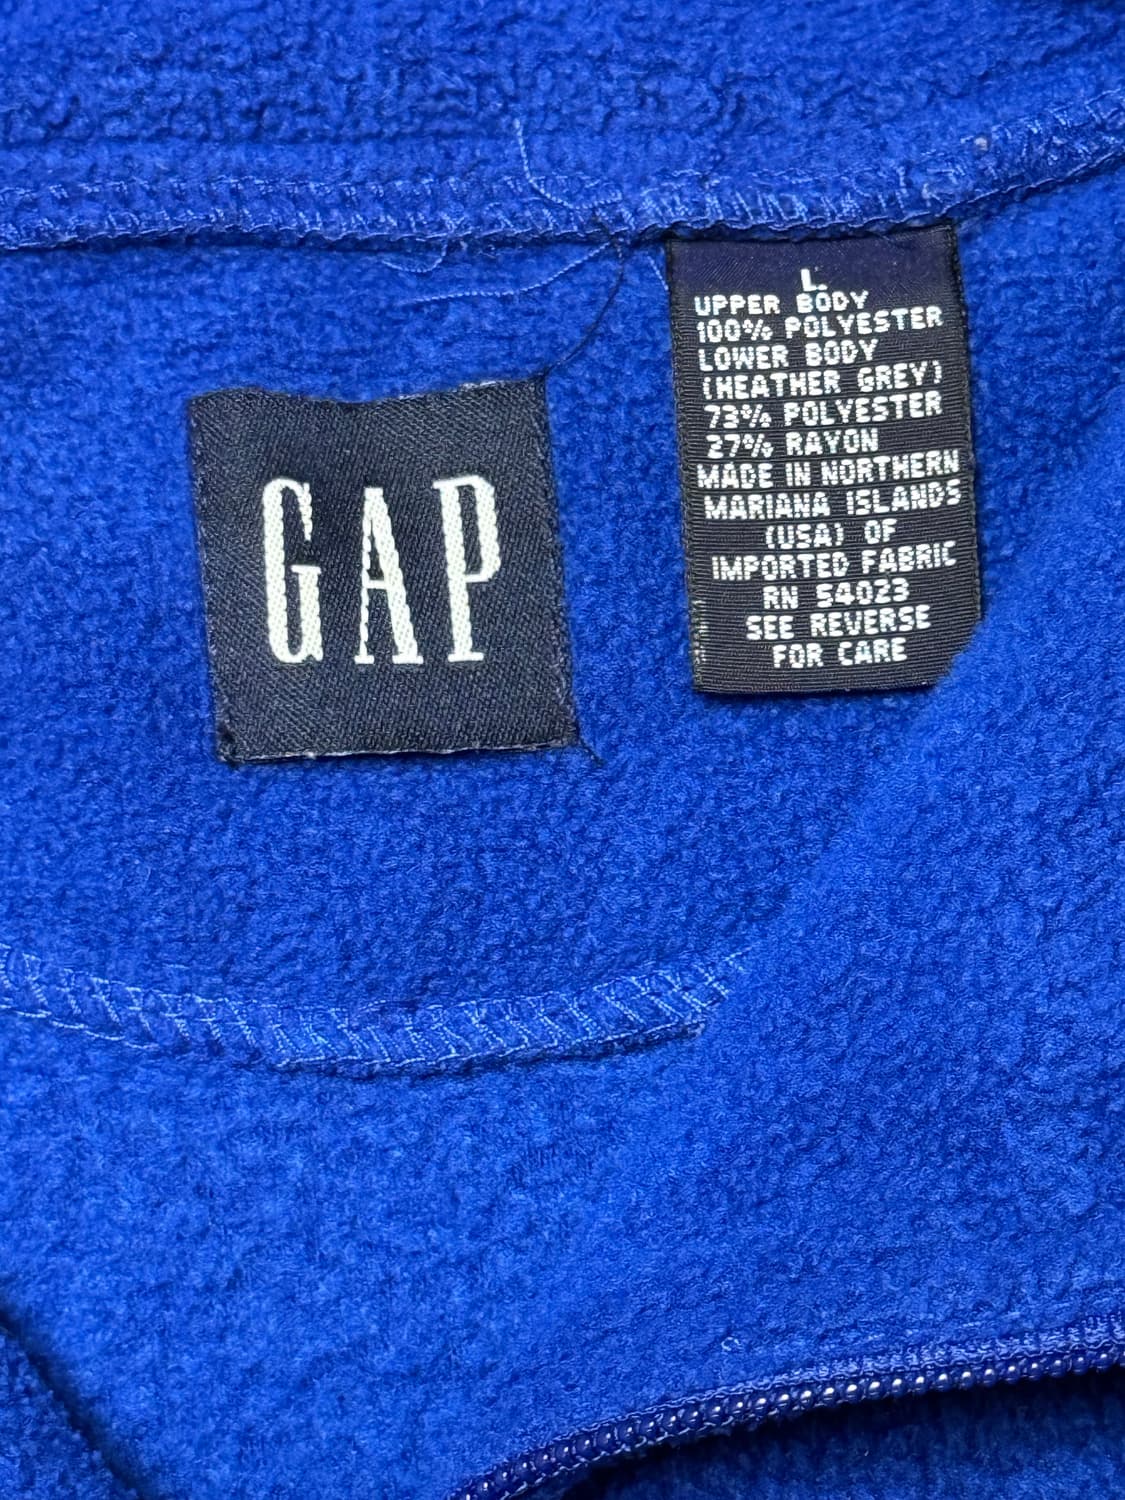 GAP
L.
UPPER BODY
100% POLYESTER
LOWER BODY
(HEATHER GREY)
73% POLYESTER
27% RAYON
MADE IN NORTHERN
MARIANA ISLANDS
(USA) OF
IMPORTED FABRIC
RN 54023
SEE REVERSE
FOR CARE